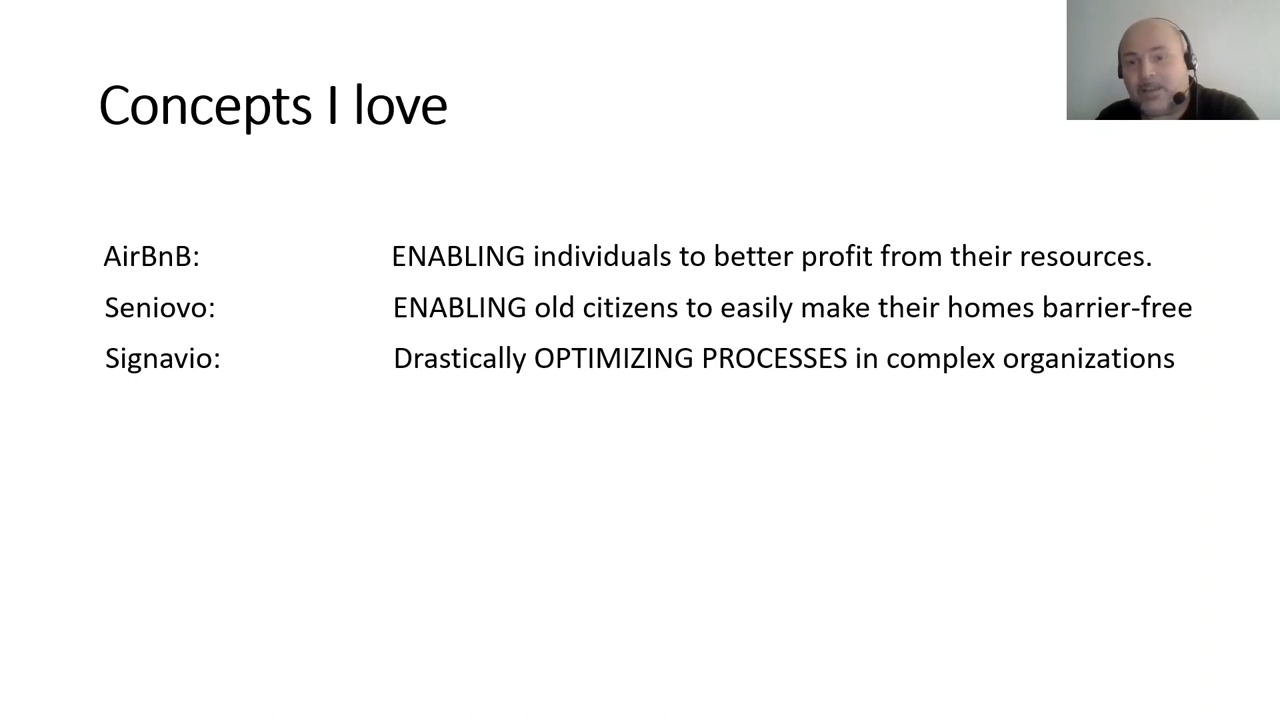 Concepts I love
AirBnB: ENABLING individuals to better profit from their resources.
Seniovo: ENABLING old citizens to easily make their homes barrier-free
Signavio: Drastically OPTIMIZING PROCESSES in complex organizations